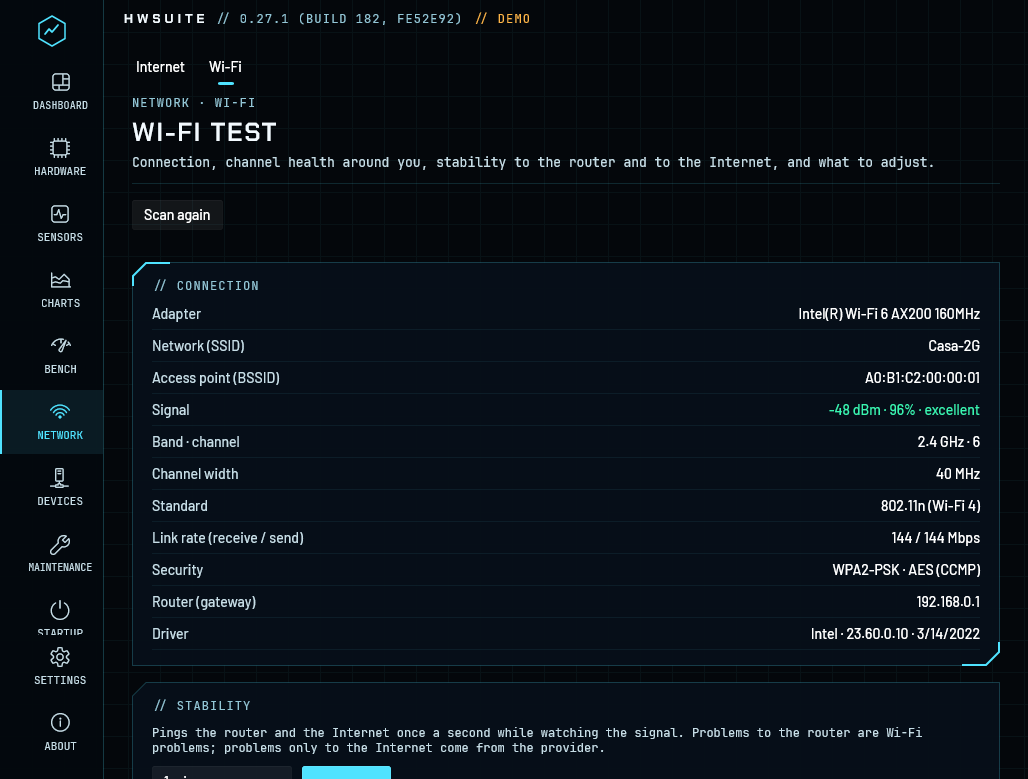 HWSUITE // 0.27.1 (BUILD 182, FE52E92) // DEMO
Internet Wi-Fi
NETWORK · WI-FI
WI-FI TEST
Connection, channel health around you, stability to the router and to the Internet, and what to adjust.
Scan again
DASHBOARD
HARDWARE
SENSORS
CHARTS
BENCH
NETWORK
DEVICES
MAINTENANCE
STARTUP
SETTINGS
ABOUT
// CONNECTION
Adapter Intel(R) Wi-Fi 6 AX200 160MHz
Network (SSID) Casa-2G
Access point (BSSID) A0:B1:C2:00:00:01
Signal -48 dBm · 96% · excellent
Band · channel 2.4 GHz · 6
Channel width 40 MHz
Standard 802.11n (Wi-Fi 4)
Link rate (receive / send) 144 / 144 Mbps
Security WPA2-PSK · AES (CCMP)
Router (gateway) 192.168.0.1
Driver Intel · 23.60.0.10 · 3/14/2022
// STABILITY
Pings the router and the Internet once a second while watching the signal. Problems to the router are Wi-Fi
problems; problems only to the Internet come from the provider.